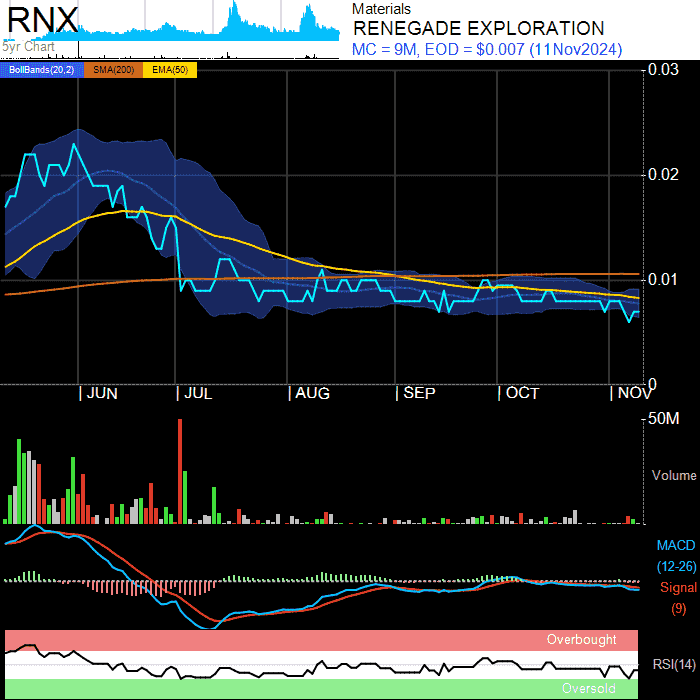 RNX
5yr Chart
Materials
RENEGADE EXPLORATION
MC = 9M, EOD = $0.007 (11Nov2024)
BollBands(20,2) SMA(200) EMA(50)
0.03
0.02
0.01
0
JUN JUL AUG SEP OCT NOV
50M
Volume
MACD
(12-26)
Signal
(9)
Overbought
RSI(14)
Oversold